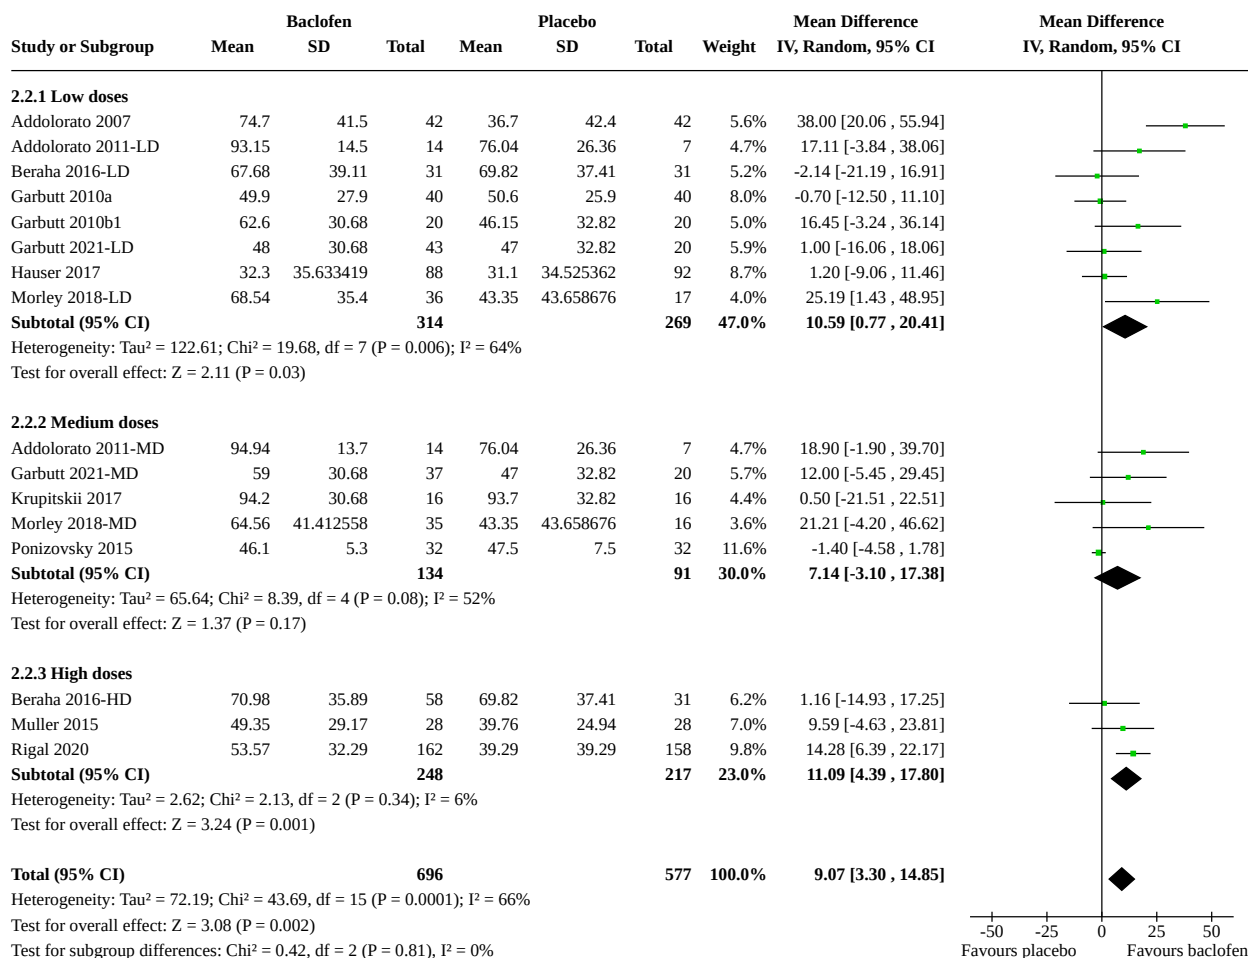 Baclofen Placebo Mean Difference Mean Difference
Study or Subgroup Mean SD Total Mean SD Total Weight IV, Random, 95% CI IV, Random, 95% CI
2.2.1 Low doses
Addolorato 2007 74.7 41.5 42 36.7 42.4 42 5.6% 38.00 [20.06 , 55.94]
Addolorato 2011-LD 93.15 14.5 14 76.04 26.36 7 4.7% 17.11 [-3.84 , 38.06]
Beraha 2016-LD 67.68 39.11 31 69.82 37.41 31 5.2% -2.14 [-21.19 , 16.91]
Garbutt 2010a 49.9 27.9 40 50.6 25.9 40 8.0% -0.70 [-12.50 , 11.10]
Garbutt 2010b1 62.6 30.68 20 46.15 32.82 20 5.0% 16.45 [-3.24 , 36.14]
Garbutt 2021-LD 48 30.68 43 47 32.82 20 5.9% 1.00 [-16.06 , 18.06]
Hauser 2017 32.3 35.633419 88 31.1 34.525362 92 8.7% 1.20 [-9.06 , 11.46]
Morley 2018-LD 68.54 35.4 36 43.35 43.658676 17 4.0% 25.19 [1.43 , 48.95]
Subtotal (95% CI) 314 269 47.0% 10.59 [0.77 , 20.41]
Heterogeneity: Tau² = 122.61; Chi² = 19.68, df = 7 (P = 0.006); I² = 64%
Test for overall effect: Z = 2.11 (P = 0.03)
2.2.2 Medium doses
Addolorato 2011-MD 94.94 13.7 14 76.04 26.36 7 4.7% 18.90 [-1.90 , 39.70]
Garbutt 2021-MD 59 30.68 37 47 32.82 20 5.7% 12.00 [-5.45 , 29.45]
Krupitskii 2017 94.2 30.68 16 93.7 32.82 16 4.4% 0.50 [-21.51 , 22.51]
Morley 2018-MD 64.56 41.412558 35 43.35 43.658676 16 3.6% 21.21 [-4.20 , 46.62]
Ponizovsky 2015 46.1 5.3 32 47.5 7.5 32 11.6% -1.40 [-4.58 , 1.78]
Subtotal (95% CI) 134 91 30.0% 7.14 [-3.10 , 17.38]
Heterogeneity: Tau² = 65.64; Chi² = 8.39, df = 4 (P = 0.08); I² = 52%
Test for overall effect: Z = 1.37 (P = 0.17)
2.2.3 High doses
Beraha 2016-HD 70.98 35.89 58 69.82 37.41 31 6.2% 1.16 [-14.93 , 17.25]
Muller 2015 49.35 29.17 28 39.76 24.94 28 7.0% 9.59 [-4.63 , 23.81]
Rigal 2020 53.57 32.29 162 39.29 39.29 158 9.8% 14.28 [6.39 , 22.17]
Subtotal (95% CI) 248 217 23.0% 11.09 [4.39 , 17.80]
Heterogeneity: Tau² = 2.62; Chi² = 2.13, df = 2 (P = 0.34); I² = 6%
Test for overall effect: Z = 3.24 (P = 0.001)
Total (95% CI) 696 577 100.0% 9.07 [3.30 , 14.85]
Heterogeneity: Tau² = 72.19; Chi² = 43.69, df = 15 (P = 0.0001); I² = 66%
Test for overall effect: Z = 3.08 (P = 0.002)
-50 -25 0 25 50
Test for subgroup differences: Chi² = 0.42, df = 2 (P = 0.81), I² = 0%
Favours placebo Favours baclofen